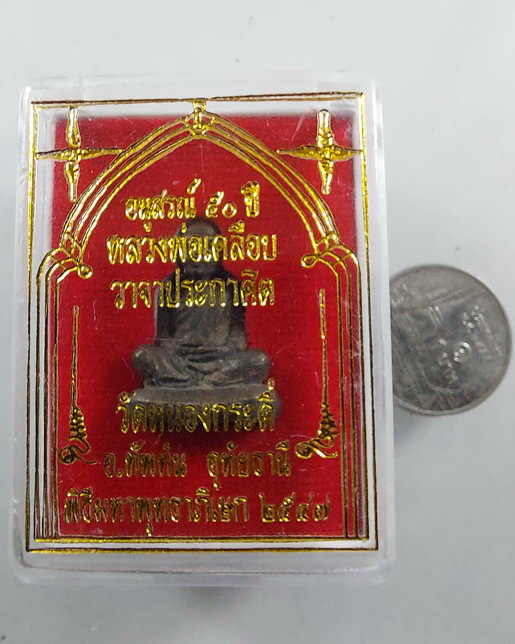 อนุสรณ์ ๕๐ ปี
หลวงพ่อเคลือบ
วาจาประกาศิต
วัดหนองกระดี่
อ.ทัพทัน อุทัยธานี
พิธีมหาพุทธาภิเษก ๒๕๔๗